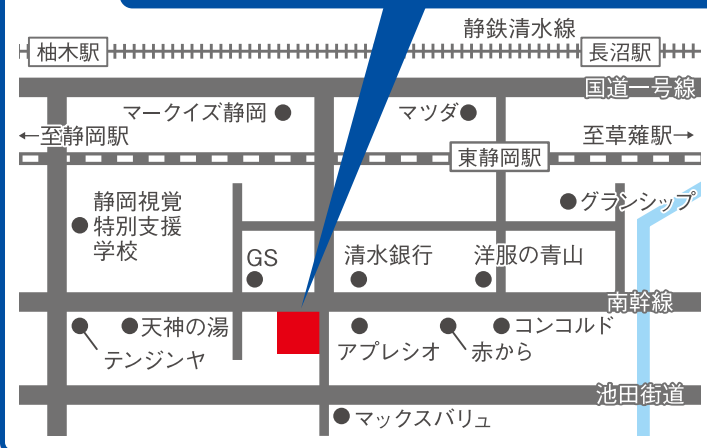 静鉄清水線
柚木駅
長沼駅
国道一号線
マークイズ静岡
マツダ
←至静岡駅
至草薙駅→
東静岡駅
静岡視覚
特別支援
学校
グランシップ
GS
清水銀行
洋服の青山
南幹線
天神の湯
コンコルド
テンジンヤ
アプレシオ
赤から
池田街道
マックスバリュ